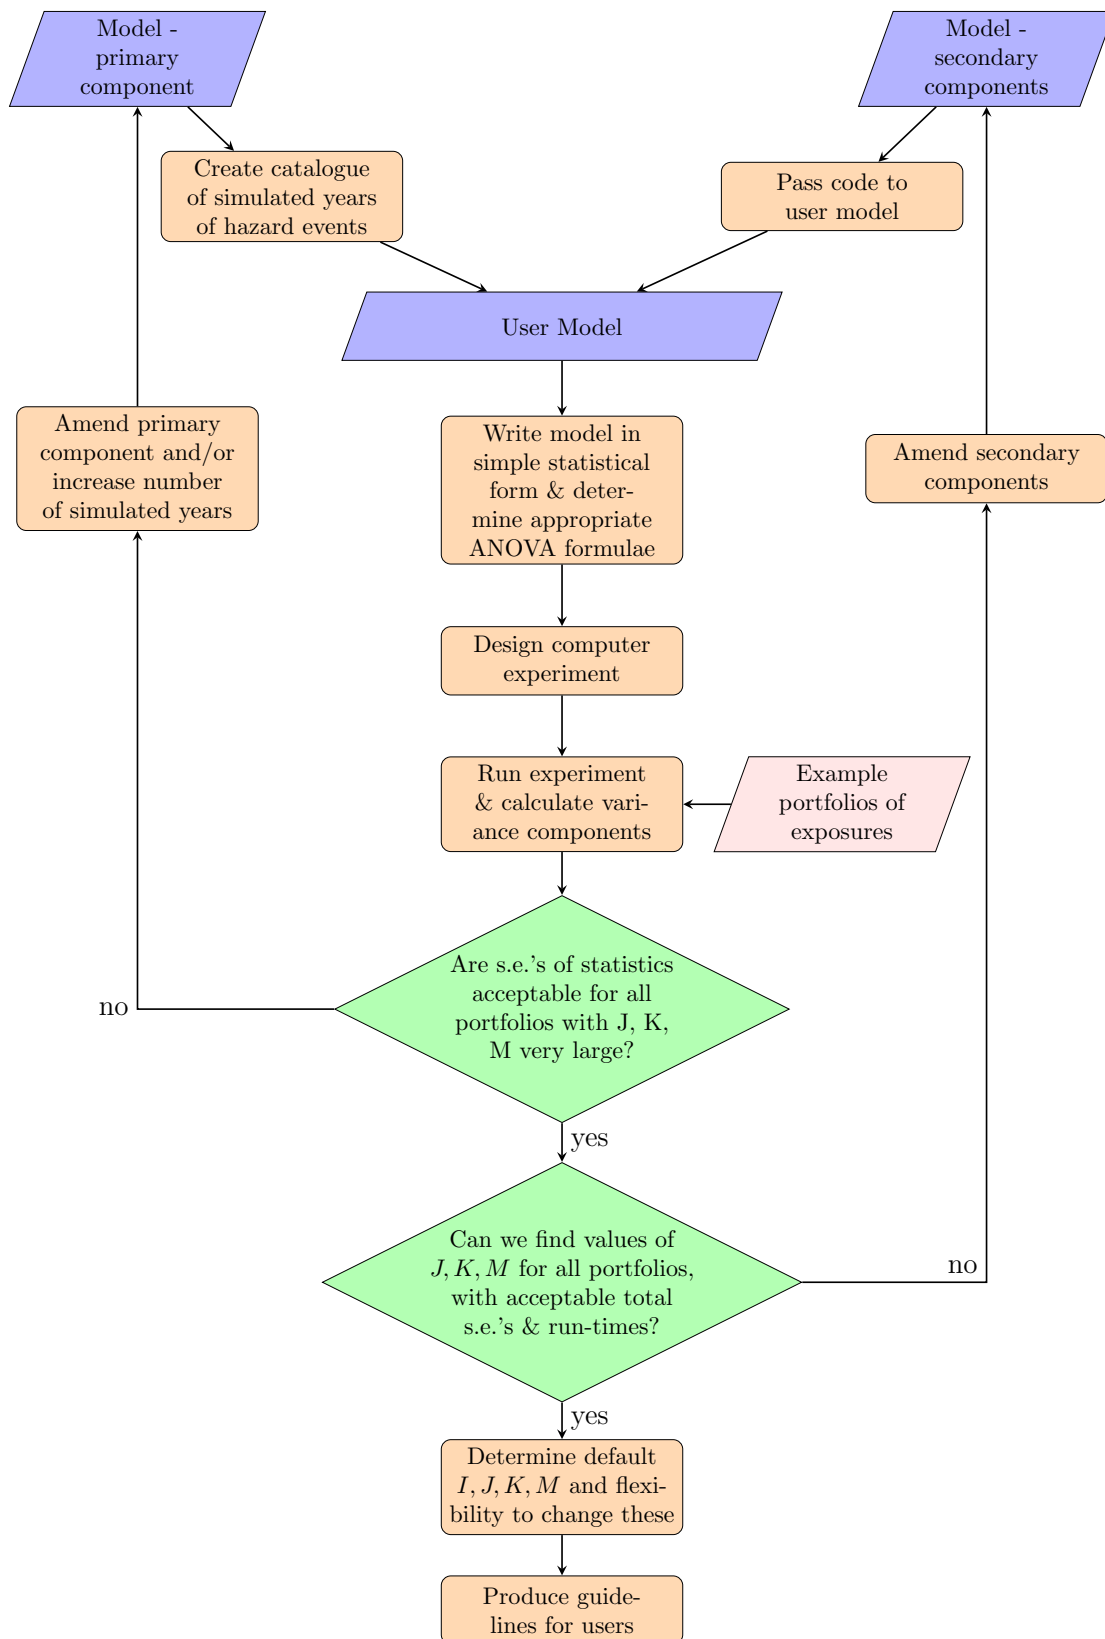 Model -
primary
component
Model -
secondary
components
Create catalogue
of simulated years
of hazard events
Pass code to
user model
User Model
Amend primary
component and/or
increase number
of simulated years
Write model in
simple statistical
form & deter-
mine appropriate
ANOVA formulae
Amend secondary
components
Design computer
experiment
Run experiment
& calculate vari-
ance components
Example
portfolios of
exposures
Are s.e.'s of statistics
acceptable for all
portfolios with J, K,
M very large?
no
yes
Can we find values of
J, K, M for all portfolios,
with acceptable total
s.e.'s & run-times?
no
yes
Determine default
I, J, K, M and flexi-
bility to change these
Produce guide-
lines for users